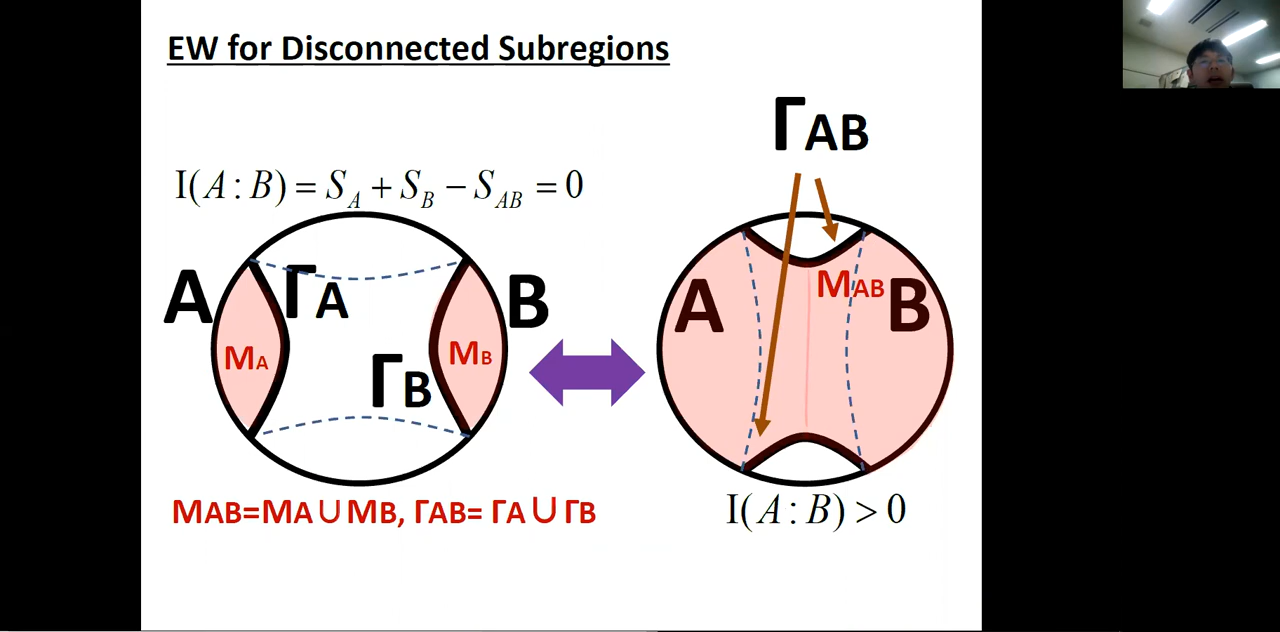 EW for Disconnected Subregions
I(A : B) = S_A + S_B − S_AB = 0
ΓAB
A
ΓA
B
MA
MB
ΓB
A
MAB
B
MAB=MA∪MB, ΓAB= ΓA∪ΓB
I(A : B) > 0